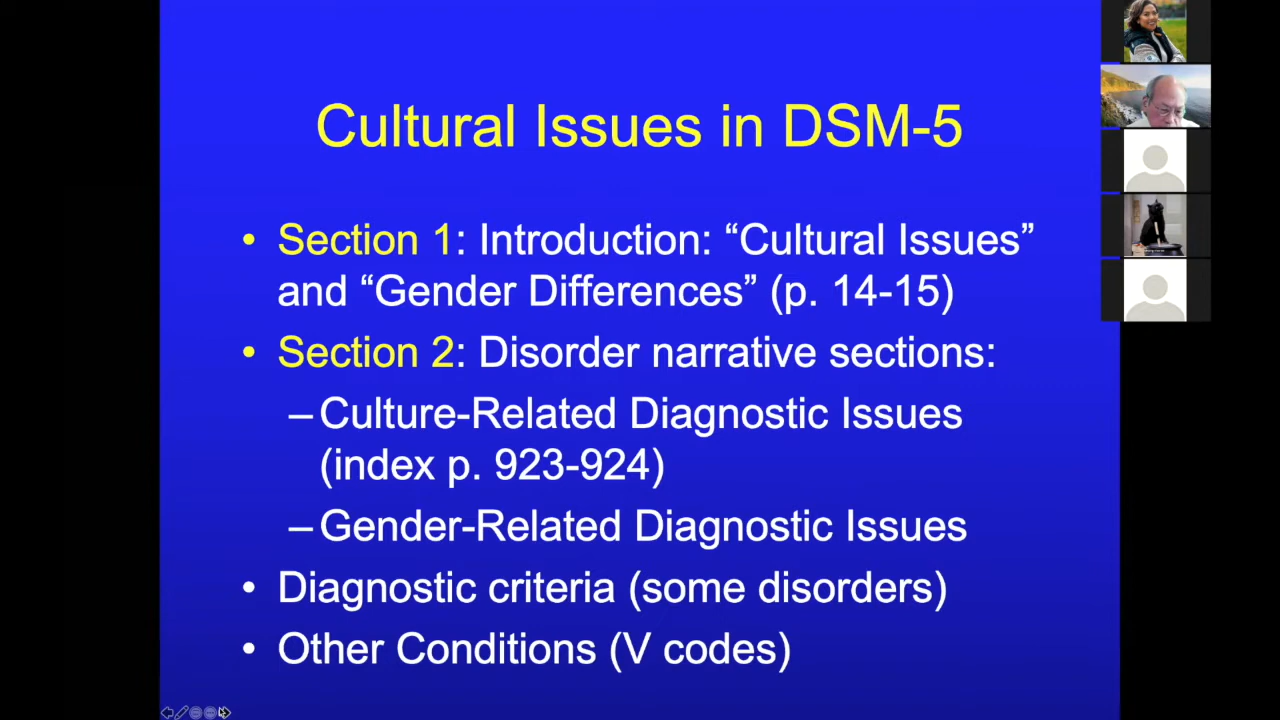 Cultural Issues in DSM-5
• Section 1: Introduction: “Cultural Issues”
and “Gender Differences” (p. 14-15)
• Section 2: Disorder narrative sections:
–Culture-Related Diagnostic Issues
(index p. 923-924)
–Gender-Related Diagnostic Issues
• Diagnostic criteria (some disorders)
• Other Conditions (V codes)